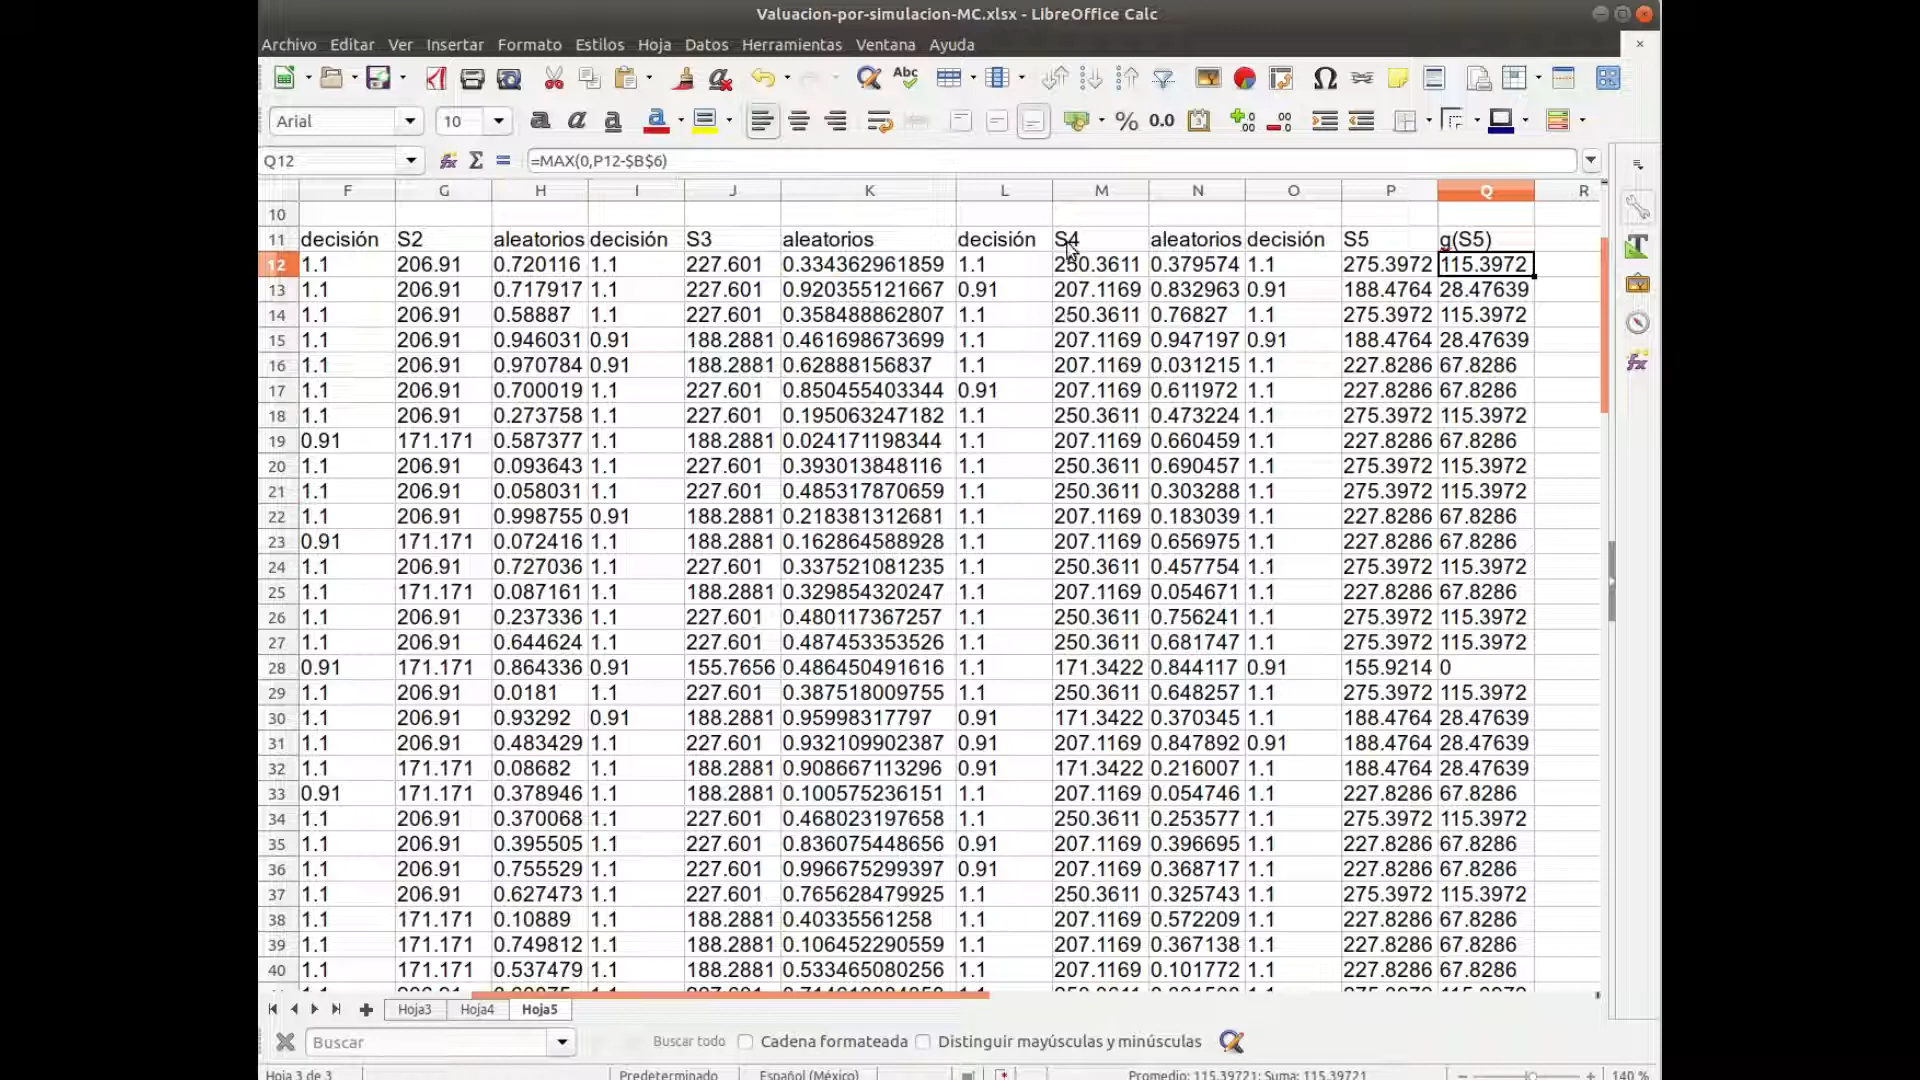 Valuacion-por-simulacion-MC.xlsx - LibreOffice Calc
Archivo Editar Ver Insertar Formato Estilos Hoja Datos Herramientas Ventana Ayuda
Arial 10
Q12 =MAX(0,P12-$B$6)
F G H I J K L M N O P Q R
10
11 decisión S2 aleatorios decisión S3 aleatorios decisión S4 aleatorios decisión S5 g(S5)
12 1.1 206.91 0.720116 1.1 227.601 0.334362961859 1.1 250.3611 0.379574 1.1 275.3972 115.3972
13 1.1 206.91 0.717917 1.1 227.601 0.920355121667 0.91 207.1169 0.832963 0.91 188.4764 28.47639
14 1.1 206.91 0.58887 1.1 227.601 0.358488862807 1.1 250.3611 0.76827 1.1 275.3972 115.3972
15 1.1 206.91 0.946031 0.91 188.2881 0.461698673699 1.1 207.1169 0.947197 0.91 188.4764 28.47639
16 1.1 206.91 0.970784 0.91 188.2881 0.62888156837 1.1 207.1169 0.031215 1.1 227.8286 67.8286
17 1.1 206.91 0.700019 1.1 227.601 0.850455403344 0.91 207.1169 0.611972 1.1 227.8286 67.8286
18 1.1 206.91 0.273758 1.1 227.601 0.195063247182 1.1 250.3611 0.473224 1.1 275.3972 115.3972
19 0.91 171.171 0.587377 1.1 188.2881 0.024171198344 1.1 207.1169 0.660459 1.1 227.8286 67.8286
20 1.1 206.91 0.093643 1.1 227.601 0.393013848116 1.1 250.3611 0.690457 1.1 275.3972 115.3972
21 1.1 206.91 0.058031 1.1 227.601 0.485317870659 1.1 250.3611 0.303288 1.1 275.3972 115.3972
22 1.1 206.91 0.998755 0.91 188.2881 0.218381312681 1.1 207.1169 0.183039 1.1 227.8286 67.8286
23 0.91 171.171 0.072416 1.1 188.2881 0.162864588928 1.1 207.1169 0.656975 1.1 227.8286 67.8286
24 1.1 206.91 0.727036 1.1 227.601 0.337521081235 1.1 250.3611 0.457754 1.1 275.3972 115.3972
25 1.1 171.171 0.087161 1.1 188.2881 0.329854320247 1.1 207.1169 0.054671 1.1 227.8286 67.8286
26 1.1 206.91 0.237336 1.1 227.601 0.480117367257 1.1 250.3611 0.756241 1.1 275.3972 115.3972
27 1.1 206.91 0.644624 1.1 227.601 0.487453353526 1.1 250.3611 0.681747 1.1 275.3972 115.3972
28 0.91 171.171 0.864336 0.91 155.7656 0.486450491616 1.1 171.3422 0.844117 0.91 155.9214 0
29 1.1 206.91 0.0181 1.1 227.601 0.387518009755 1.1 250.3611 0.648257 1.1 275.3972 115.3972
30 1.1 206.91 0.93292 0.91 188.2881 0.95998317797 0.91 171.3422 0.370345 1.1 188.4764 28.47639
31 1.1 206.91 0.483429 1.1 227.601 0.932109902387 0.91 207.1169 0.847892 0.91 188.4764 28.47639
32 1.1 171.171 0.08682 1.1 188.2881 0.908667113296 0.91 171.3422 0.216007 1.1 188.4764 28.47639
33 0.91 171.171 0.378946 1.1 188.2881 0.100575236151 1.1 207.1169 0.054746 1.1 227.8286 67.8286
34 1.1 206.91 0.370068 1.1 227.601 0.468023197658 1.1 250.3611 0.253577 1.1 275.3972 115.3972
35 1.1 206.91 0.395505 1.1 227.601 0.836075448656 0.91 207.1169 0.396695 1.1 227.8286 67.8286
36 1.1 206.91 0.755529 1.1 227.601 0.996675299397 0.91 207.1169 0.368717 1.1 227.8286 67.8286
37 1.1 206.91 0.627473 1.1 227.601 0.765628479925 1.1 250.3611 0.325743 1.1 275.3972 115.3972
38 1.1 171.171 0.10889 1.1 188.2881 0.40335561258 1.1 207.1169 0.572209 1.1 227.8286 67.8286
39 1.1 171.171 0.749812 1.1 188.2881 0.106452290559 1.1 207.1169 0.367138 1.1 227.8286 67.8286
40 1.1 171.171 0.537479 1.1 188.2881 0.533465080256 1.1 207.1169 0.101772 1.1 227.8286 67.8286
Hoja3 Hoja4 Hoja5
Buscar Buscar todo Cadena formateada Distinguir mayúsculas y minúsculas
Hoja 3 de 3 Predeterminado Español (México) Promedio: 115.39721; Suma: 115.39721 140 %